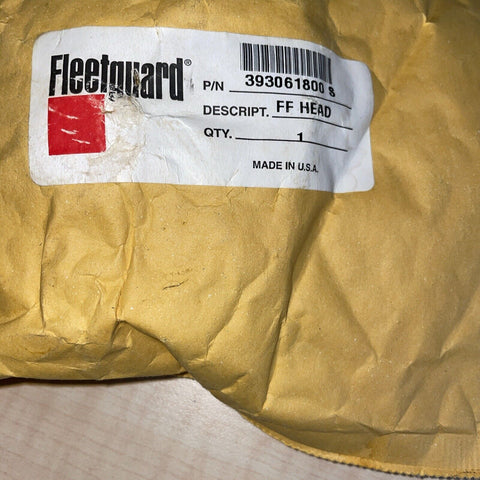 Fleetguard®
P/N 393061800 S
DESCRIPT. FF HEAD
QTY. 1
MADE IN U.S.A.